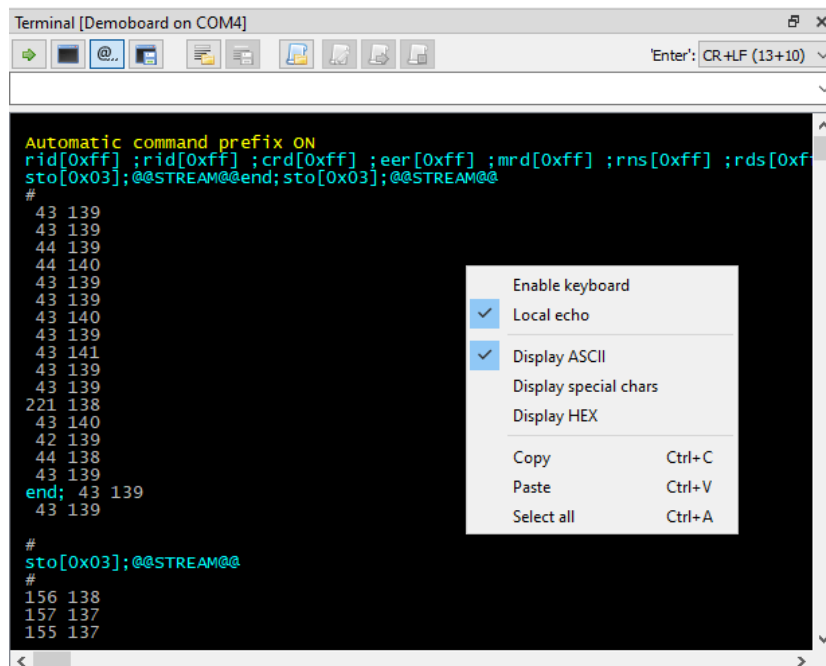 Terminal [Demoboard on COM4]
@.. 'Enter': CR+LF (13+10)
Automatic command prefix ON
rid[0xff] ;rid[0xff] ;crd[0xff] ;eer[0xff] ;mrd[0xff] ;rns[0xff] ;rds[0xf
sto[0x03];@@STREAM@@end;sto[0x03];@@STREAM@@
#
43 139
43 139
44 139
44 140
43 139
43 139
43 140
43 139
43 141
43 139
43 139
221 138
43 140
42 139
44 138
43 139
end; 43 139
43 139
#
sto[0x03];@@STREAM@@
#
156 138
157 137
155 137
Enable keyboard
Local echo
Display ASCII
Display special chars
Display HEX
Copy Ctrl+C
Paste Ctrl+V
Select all Ctrl+A